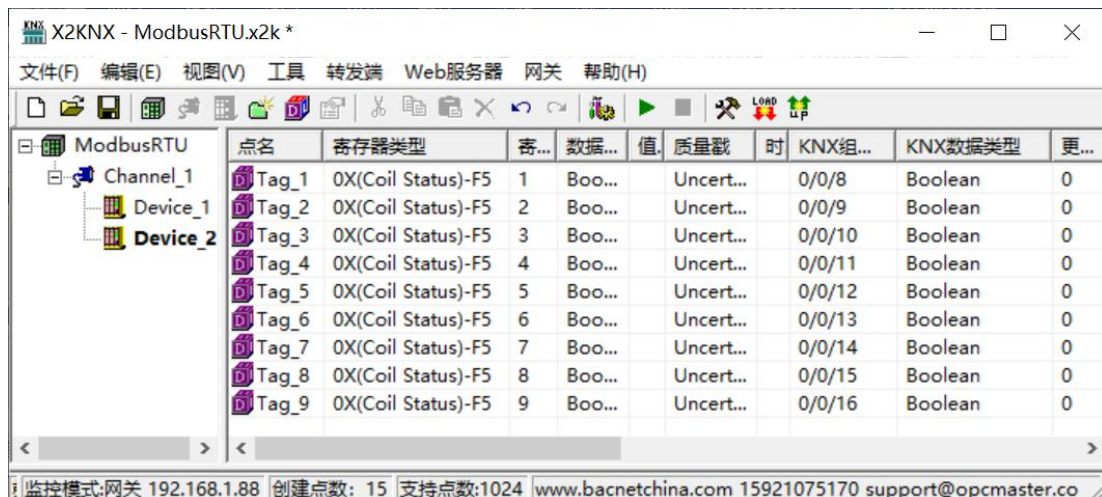 X2KNX - ModbusRTU.x2k *
文件(F) 编辑(E) 视图(V) 工具 转发端 Web服务器 网关 帮助(H)
ModbusRTU
Channel_1
Device_1
Device_2
点名 寄存器类型 寄... 数据... 值. 质量戳 时 KNX组... KNX数据类型 更...
Tag_1 0X(Coil Status)-F5 1 Boo... Uncert... 0/0/8 Boolean 0
Tag_2 0X(Coil Status)-F5 2 Boo... Uncert... 0/0/9 Boolean 0
Tag_3 0X(Coil Status)-F5 3 Boo... Uncert... 0/0/10 Boolean 0
Tag_4 0X(Coil Status)-F5 4 Boo... Uncert... 0/0/11 Boolean 0
Tag_5 0X(Coil Status)-F5 5 Boo... Uncert... 0/0/12 Boolean 0
Tag_6 0X(Coil Status)-F5 6 Boo... Uncert... 0/0/13 Boolean 0
Tag_7 0X(Coil Status)-F5 7 Boo... Uncert... 0/0/14 Boolean 0
Tag_8 0X(Coil Status)-F5 8 Boo... Uncert... 0/0/15 Boolean 0
Tag_9 0X(Coil Status)-F5 9 Boo... Uncert... 0/0/16 Boolean 0
监控模式:网关 192.168.1.88 创建点数: 15 支持点数:1024 www.bacnetchina.com 15921075170 support@opcmaster.co